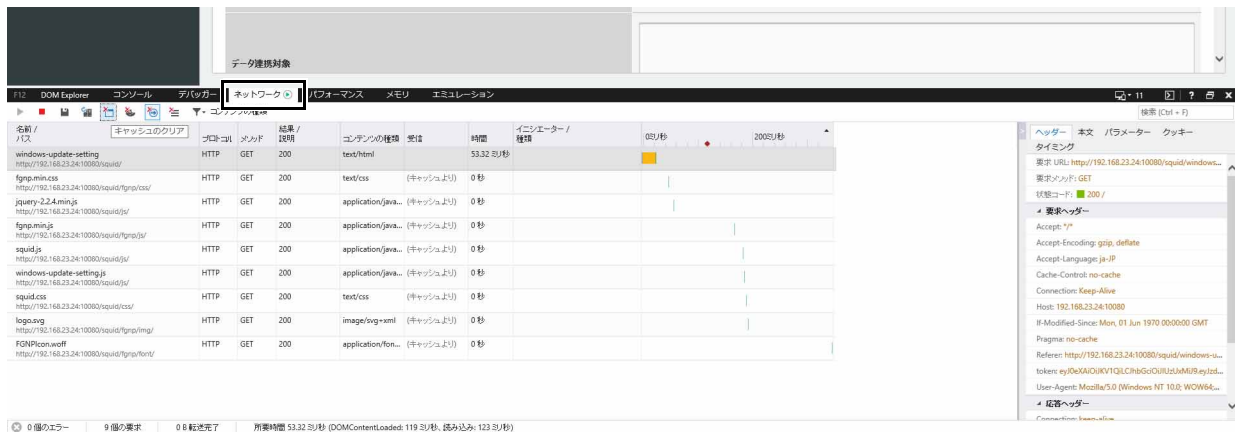 データ連携対象
F12 DOM Explorer コンソール デバッガー ネットワーク パフォーマンス メモリ エミュレーション 11 ?
コンテンツの種類 検索 (Ctrl + F)
キャッシュのクリア
名前 / パス プロトコル メソッド 結果 / 説明 コンテンツの種類 受信 時間 イニシエーター / 種類 0ミリ秒 200ミリ秒
windows-update-setting HTTP GET 200 text/html 53.32 ミリ秒
http://192.168.23.24:10080/squid/
fgnp.min.css HTTP GET 200 text/css (キャッシュより) 0 秒
http://192.168.23.24:10080/squid/fgnp/css/
jquery-2.2.4.min.js HTTP GET 200 application/java... (キャッシュより) 0 秒
http://192.168.23.24:10080/squid/js/
fgnp.min.js HTTP GET 200 application/java... (キャッシュより) 0 秒
http://192.168.23.24:10080/squid/fgnp/js/
squid.js HTTP GET 200 application/java... (キャッシュより) 0 秒
http://192.168.23.24:10080/squid/js/
windows-update-setting.js HTTP GET 200 application/java... (キャッシュより) 0 秒
http://192.168.23.24:10080/squid/js/
squid.css HTTP GET 200 text/css (キャッシュより) 0 秒
http://192.168.23.24:10080/squid/css/
logo.svg HTTP GET 200 image/svg+xml (キャッシュより) 0 秒
http://192.168.23.24:10080/squid/fgnp/img/
FGNPIcon.woff HTTP GET 200 application/fon... (キャッシュより) 0 秒
http://192.168.23.24:10080/squid/fgnp/font/
ヘッダー 本文 パラメーター クッキー
タイミング
要求 URL: http://192.168.23.24:10080/squid/windows...
要求メソッド: GET
状態コード: 200 /
要求ヘッダー
Accept: */*
Accept-Encoding: gzip, deflate
Accept-Language: ja-JP
Cache-Control: no-cache
Connection: Keep-Alive
Host: 192.168.23.24:10080
If-Modified-Since: Mon, 01 Jun 1970 00:00:00 GMT
Pragma: no-cache
Referer: http://192.168.23.24:10080/squid/windows-u...
token: eyJ0eXAiOiJKV1QiLCJhbGciOiJIUzUxMiJ9.eyJzd...
User-Agent: Mozilla/5.0 (Windows NT 10.0; WOW64;...
応答ヘッダー
Connection: keep-alive
0 個のエラー 9 個の要求 0 B 転送完了 所要時間 53.32 ミリ秒 (DOMContentLoaded: 119 ミリ秒、読み込み: 123 ミリ秒)